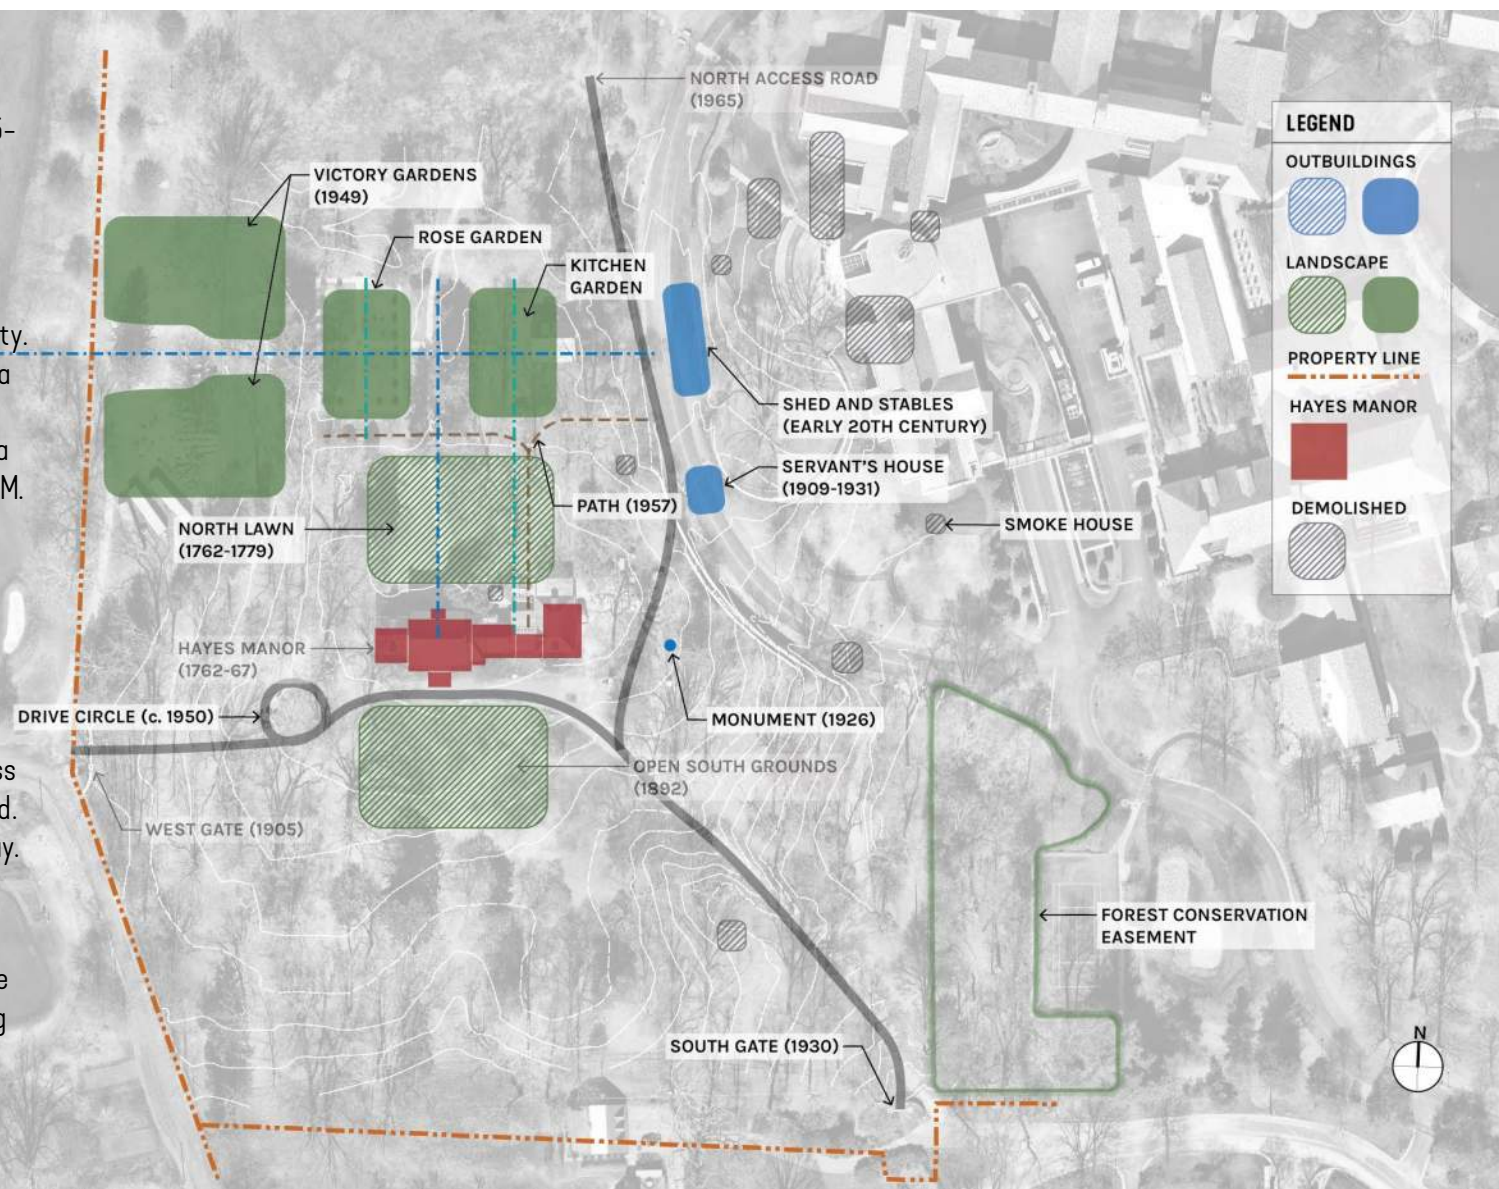 ty.
a
a
M.
ss
d.
y.
e
g
NORTH ACCESS ROAD
(1965)
VICTORY GARDENS
(1949)
ROSE GARDEN
KITCHEN
GARDEN
SHED AND STABLES
(EARLY 20TH CENTURY)
SERVANT'S HOUSE
(1909-1931)
PATH (1957)
NORTH LAWN
(1762-1779)
SMOKE HOUSE
HAYES MANOR
(1762-67)
DRIVE CIRCLE (c. 1950)
MONUMENT (1926)
OPEN SOUTH GROUNDS
(1892)
WEST GATE (1905)
FOREST CONSERVATION
EASEMENT
SOUTH GATE (1930)
LEGEND
OUTBUILDINGS
LANDSCAPE
PROPERTY LINE
HAYES MANOR
DEMOLISHED
N